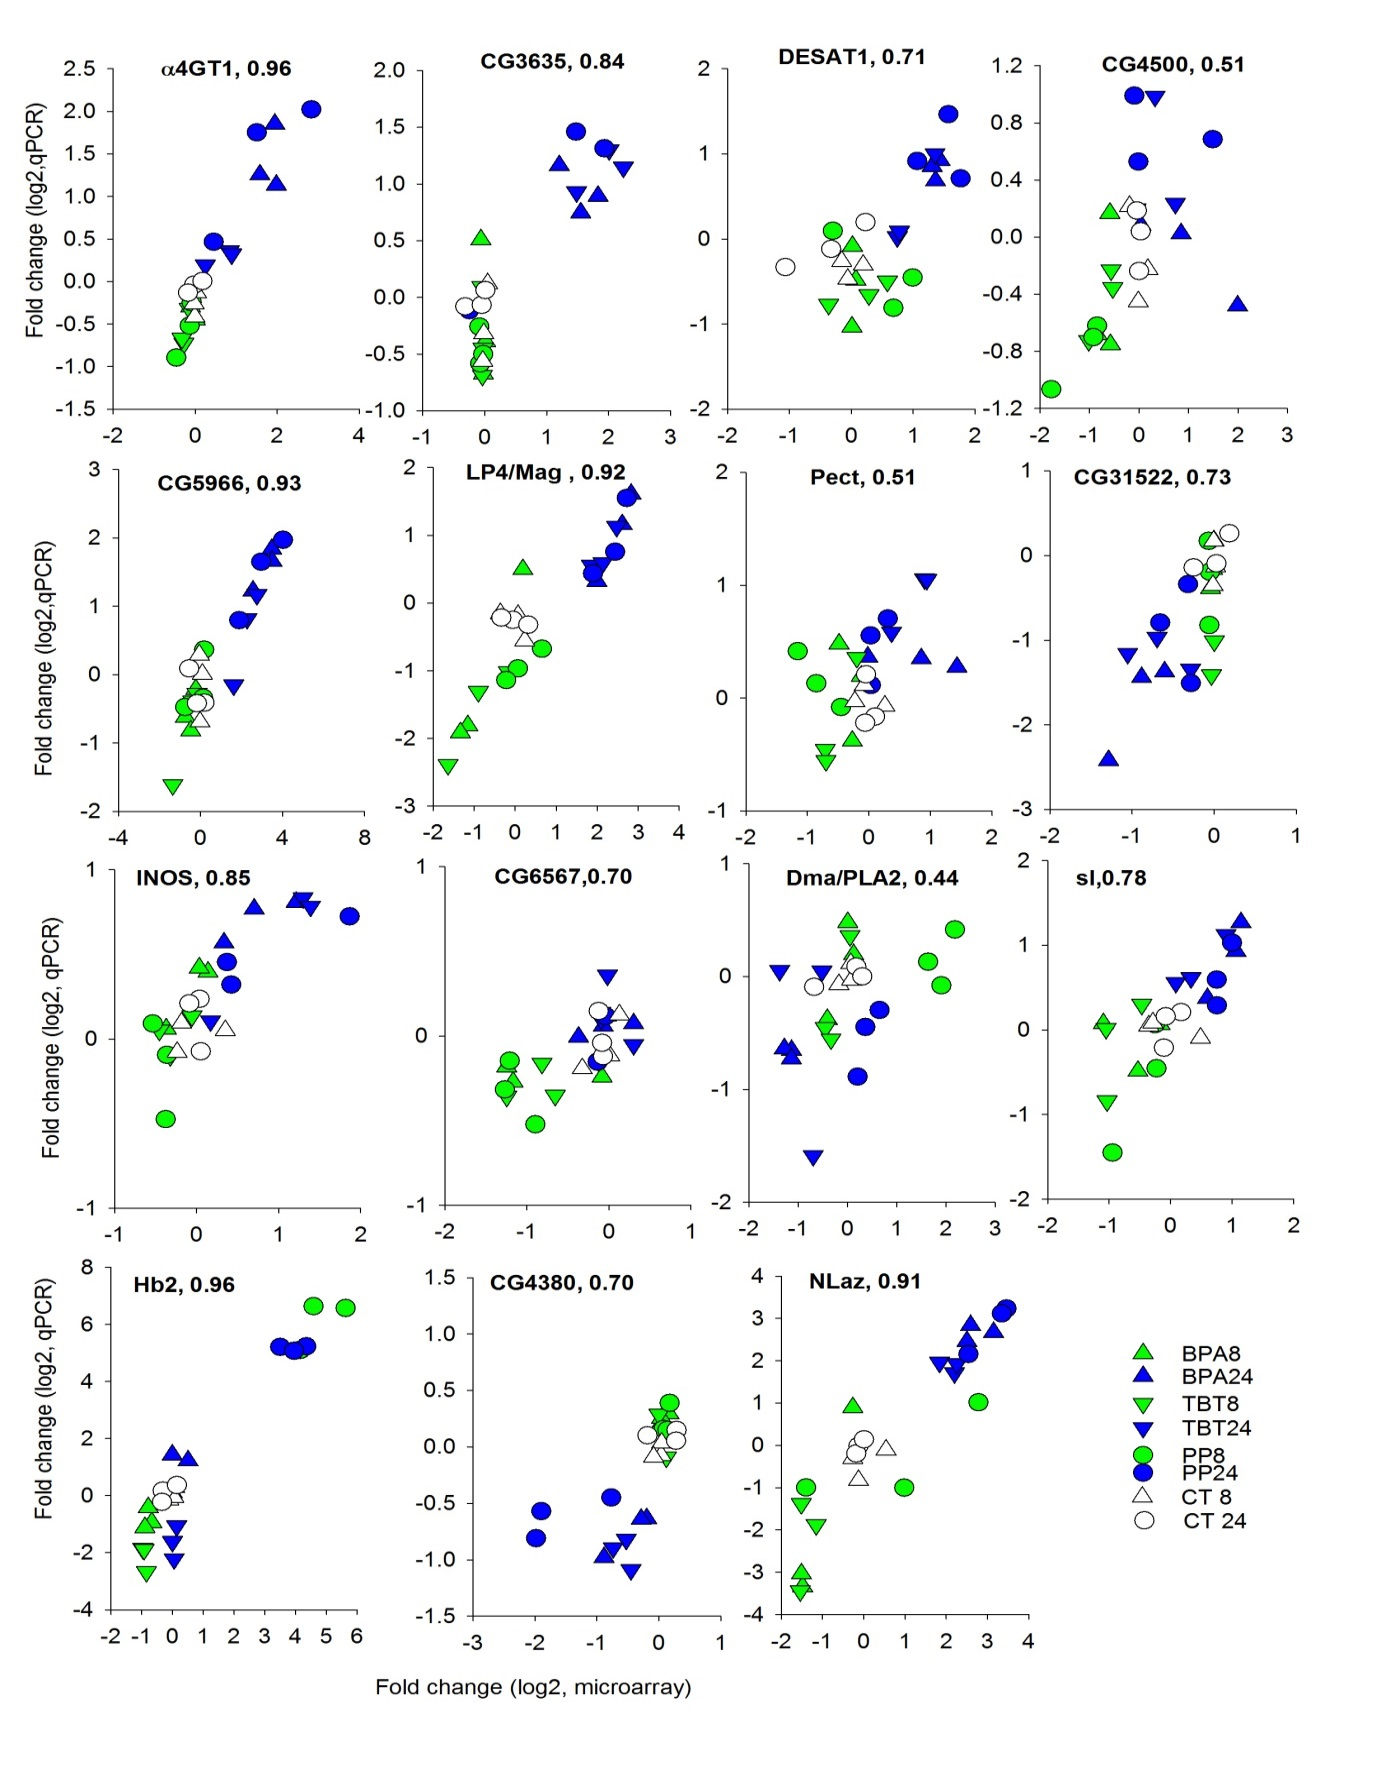 α4GT1, 0.96
Fold change (log2,qPCR)
2.5
2.0
1.5
1.0
0.5
0.0
-0.5
-1.0
-1.5
-2 0 2 4
CG3635, 0.84
2.0
1.5
1.0
0.5
0.0
-0.5
-1.0
-1 0 1 2 3
DESAT1, 0.71
2
1
0
-1
-2
-2 -1 0 1 2
CG4500, 0.51
1.2
0.8
0.4
0.0
-0.4
-0.8
-1.2
-2 -1 0 1 2 3
CG5966, 0.93
Fold change (log2,qPCR)
3
2
1
0
-1
-2
-4 0 4 8
LP4/Mag , 0.92
2
1
0
-1
-2
-3
-2 -1 0 1 2 3 4
Pect, 0.51
2
1
0
-1
-2 -1 0 1 2
CG31522, 0.73
1
0
-1
-2
-3
-2 -1 0 1
INOS, 0.85
Fold change (log2, qPCR)
1
0
-1
-1 0 1 2
CG6567,0.70
1
0
-1
-2 -1 0 1
Dma/PLA2, 0.44
1
0
-1
-2
-2 -1 0 1 2 3
sl,0.78
2
1
0
-1
-2
-2 -1 0 1 2
Hb2, 0.96
Fold change (log2, qPCR)
8
6
4
2
0
-2
-4
-2 -1 0 1 2 3 4 5 6
CG4380, 0.70
1.5
1.0
0.5
0.0
-0.5
-1.0
-1.5
-3 -2 -1 0 1
NLaz, 0.91
4
3
2
1
0
-1
-2
-3
-4
-2 -1 0 1 2 3 4
BPA8
BPA24
TBT8
TBT24
PP8
PP24
CT 8
CT 24
Fold change (log2, microarray)